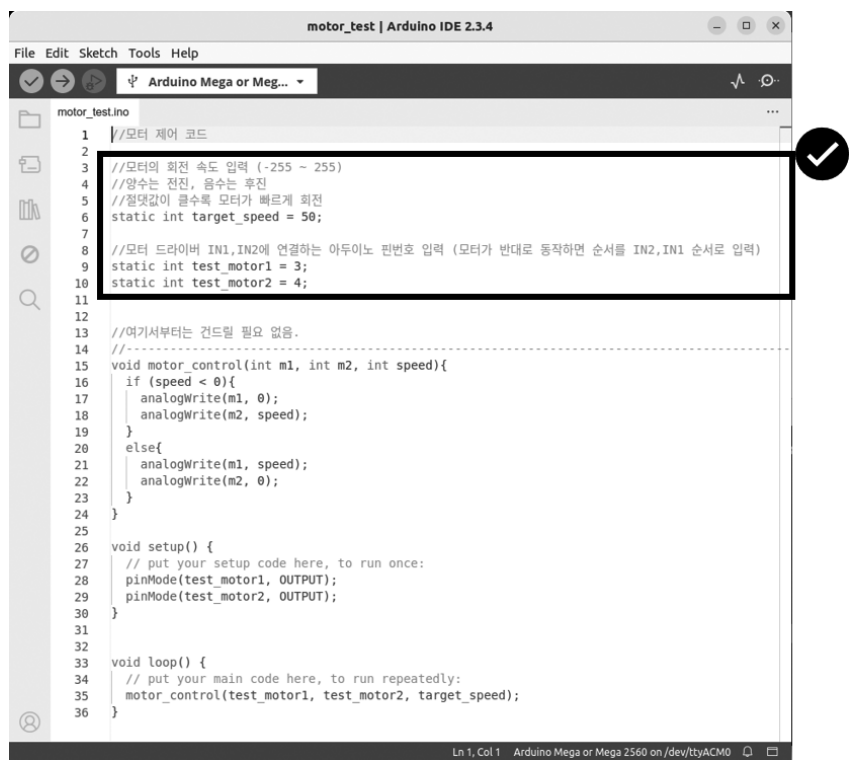 motor_test | Arduino IDE 2.3.4
File Edit Sketch Tools Help
Arduino Mega or Meg...
motor_test.ino
...
1 //모터 제어 코드
2
3 //모터의 회전 속도 입력 (-255 ~ 255)
4 //양수는 전진, 음수는 후진
5 //절댓값이 클수록 모터가 빠르게 회전
6 static int target_speed = 50;
7
8 //모터 드라이버 IN1,IN2에 연결하는 아두이노 핀번호 입력 (모터가 반대로 동작하면 순서를 IN2,IN1 순서로 입력)
9 static int test_motor1 = 3;
10 static int test_motor2 = 4;
11
12
13 //여기서부터는 건드릴 필요 없음.
14 //------------------------------------------------------------------------------------------
15 void motor_control(int m1, int m2, int speed){
16   if (speed < 0){
17     analogWrite(m1, 0);
18     analogWrite(m2, speed);
19   }
20   else{
21     analogWrite(m1, speed);
22     analogWrite(m2, 0);
23   }
24 }
25
26 void setup() {
27   // put your setup code here, to run once:
28   pinMode(test_motor1, OUTPUT);
29   pinMode(test_motor2, OUTPUT);
30 }
31
32
33 void loop() {
34   // put your main code here, to run repeatedly:
35   motor_control(test_motor1, test_motor2, target_speed);
36 }
Ln 1, Col 1 Arduino Mega or Mega 2560 on /dev/ttyACM0